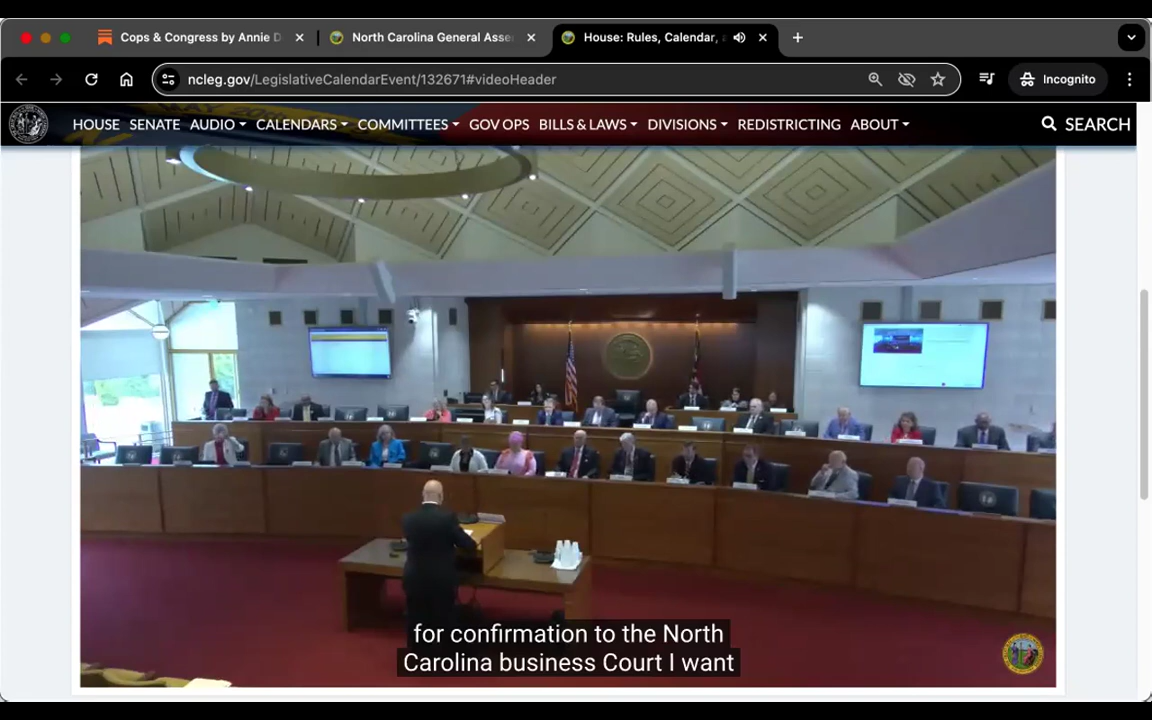 Cops & Congress by Annie D
North Carolina General Asse
House: Rules, Calendar,
ncleg.gov/LegislativeCalendarEvent/132671#videoHeader
Incognito
HOUSE SENATE AUDIO CALENDARS COMMITTEES GOV OPS BILLS & LAWS DIVISIONS REDISTRICTING ABOUT SEARCH
for confirmation to the North
Carolina business Court I want